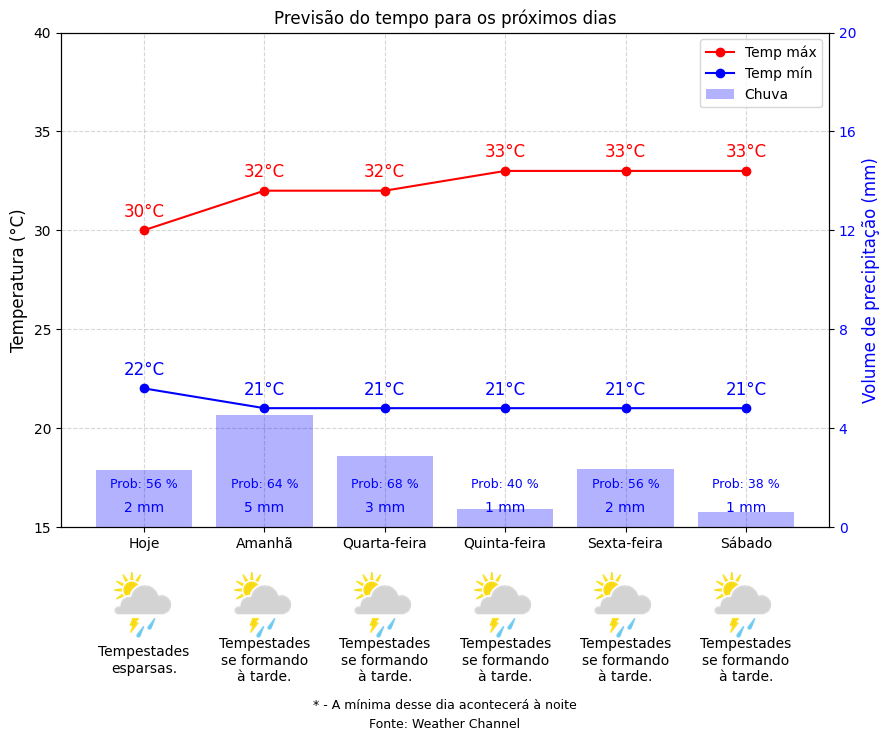 Previsão do tempo para os próximos dias
40
35
30
25
20
15
Temperatura (°C)
20
16
12
8
4
0
Volume de precipitação (mm)
Temp máx
Temp mín
Chuva
30°C
32°C
32°C
33°C
33°C
33°C
22°C
21°C
21°C
21°C
21°C
21°C
Prob: 56 %
Prob: 64 %
Prob: 68 %
Prob: 40 %
Prob: 56 %
Prob: 38 %
2 mm
5 mm
3 mm
1 mm
2 mm
1 mm
Hoje
Amanhã
Quarta-feira
Quinta-feira
Sexta-feira
Sábado
Tempestades
esparsas.
Tempestades
se formando
à tarde.
Tempestades
se formando
à tarde.
Tempestades
se formando
à tarde.
Tempestades
se formando
à tarde.
Tempestades
se formando
à tarde.
* - A mínima desse dia acontecerá à noite
Fonte: Weather Channel